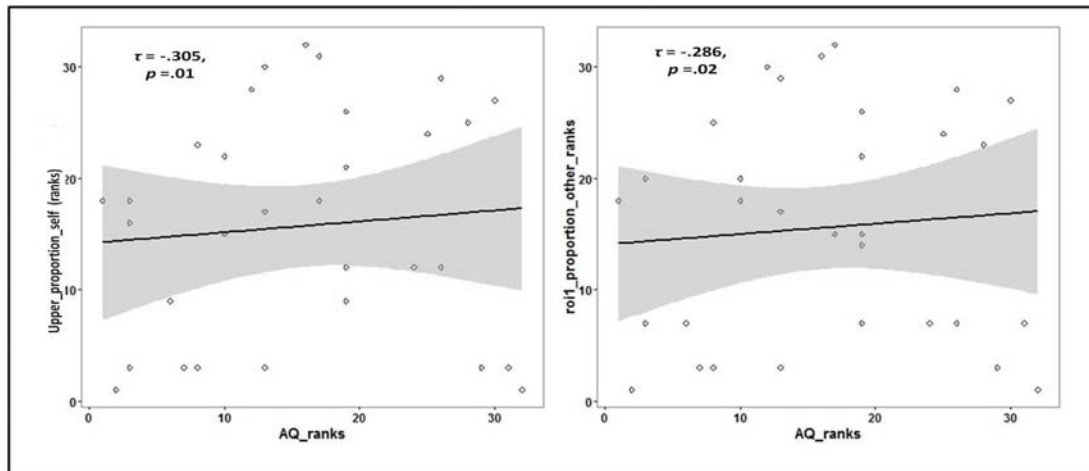 τ = -.305,
p =.01
Upper_proportion_self (ranks)
30
20
10
0
0 10 20 30
AQ_ranks
τ = -.286,
p =.02
roi1_proportion_other_ranks
30
20
10
0
0 10 20 30
AQ_ranks